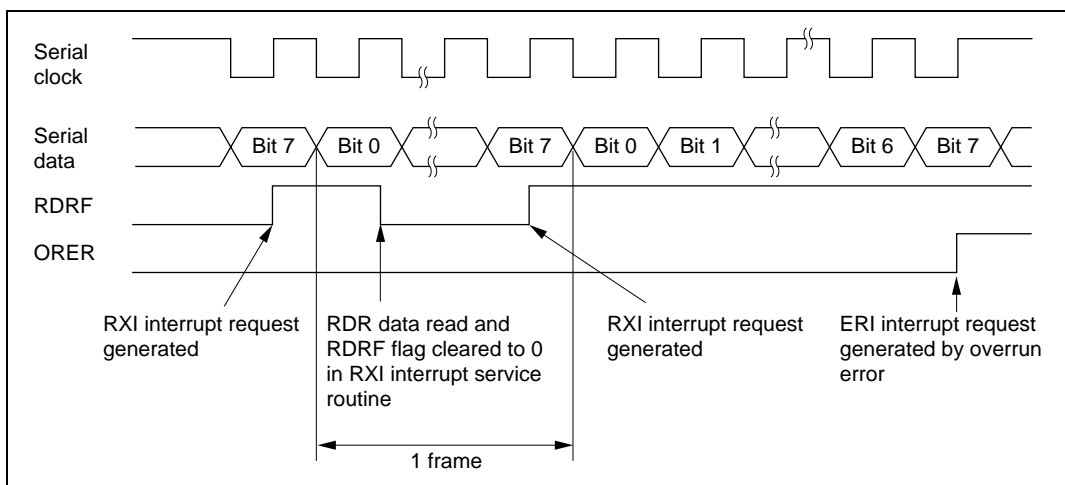 Serial
clock
Serial
data
Bit 7
Bit 0
Bit 7
Bit 0
Bit 1
Bit 6
Bit 7
RDRF
ORER
RXI interrupt request
generated
RDR data read and
RDRF flag cleared to 0
in RXI interrupt service
routine
RXI interrupt request
generated
ERI interrupt request
generated by overrun
error
1 frame